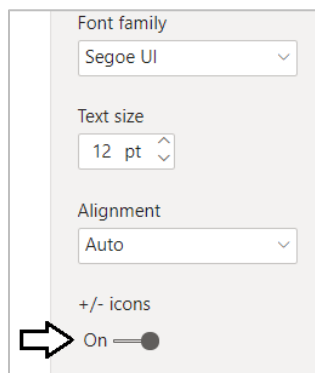 Font family
Segoe UI
Text size
12 pt
Alignment
Auto
+/- icons
On